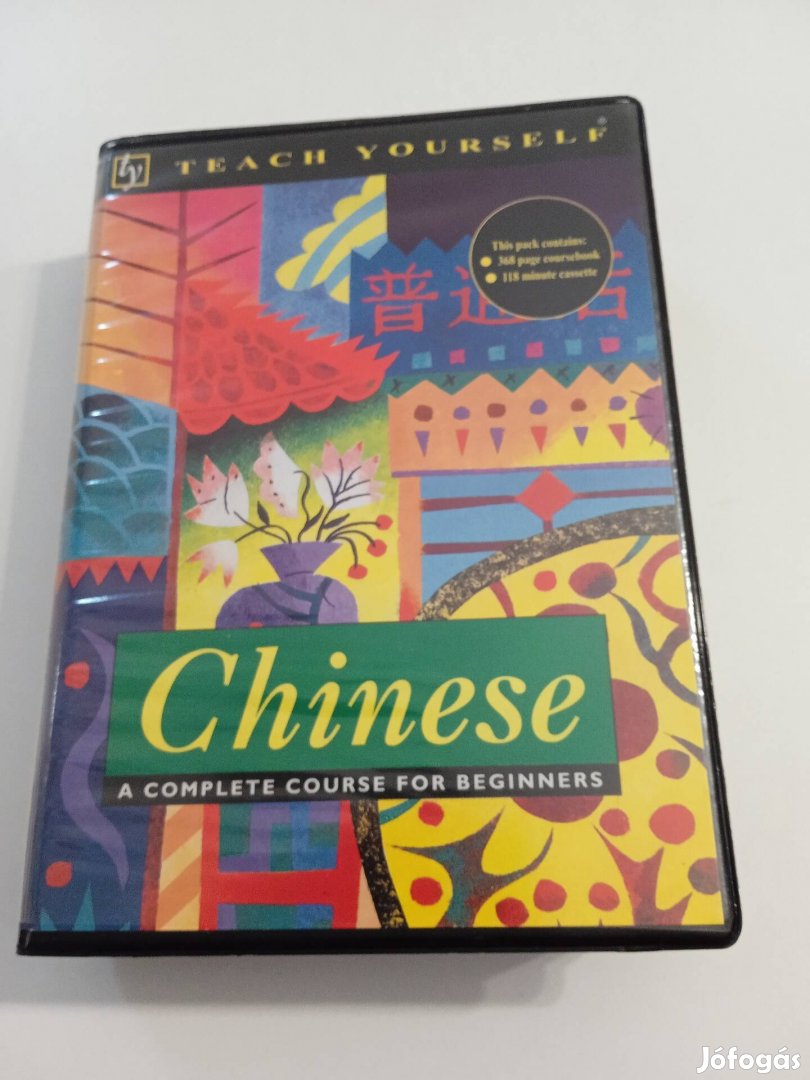 ty TEACH YOURSELF®
This pack contains:
368 page coursebook
118 minute cassette
普通话
Chinese
A COMPLETE COURSE FOR BEGINNERS
Jófogás